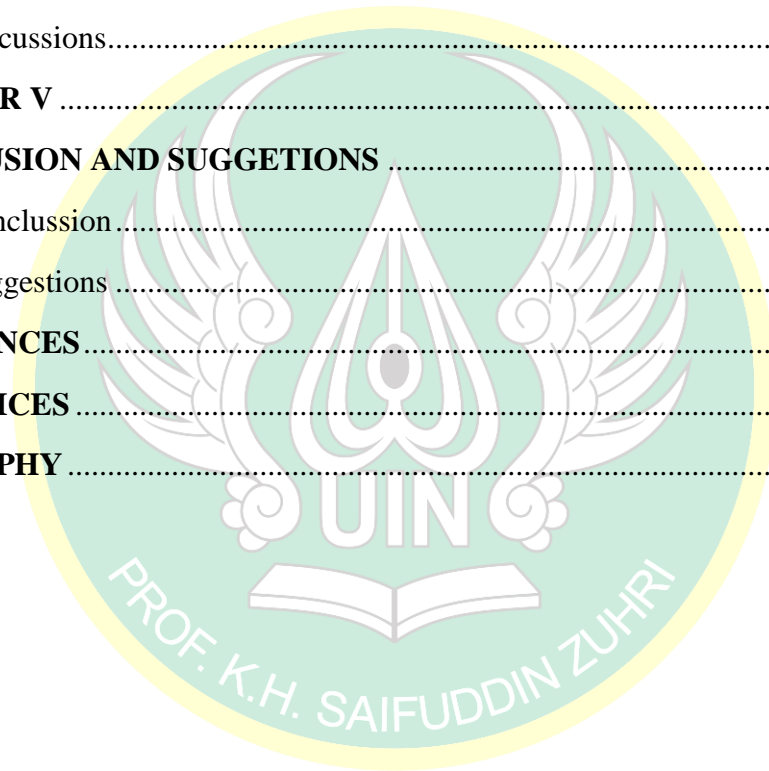 cussions........................................................................................
R V ..............................................................................................
USION AND SUGGETIONS ..................................................
nclussion.......................................................................................
ggestions .......................................................................................
NCES............................................................................................
ICES .............................................................................................
PHY ..............................................................................................
UIN
PROF. K.H. SAIFUDDIN ZUHRI